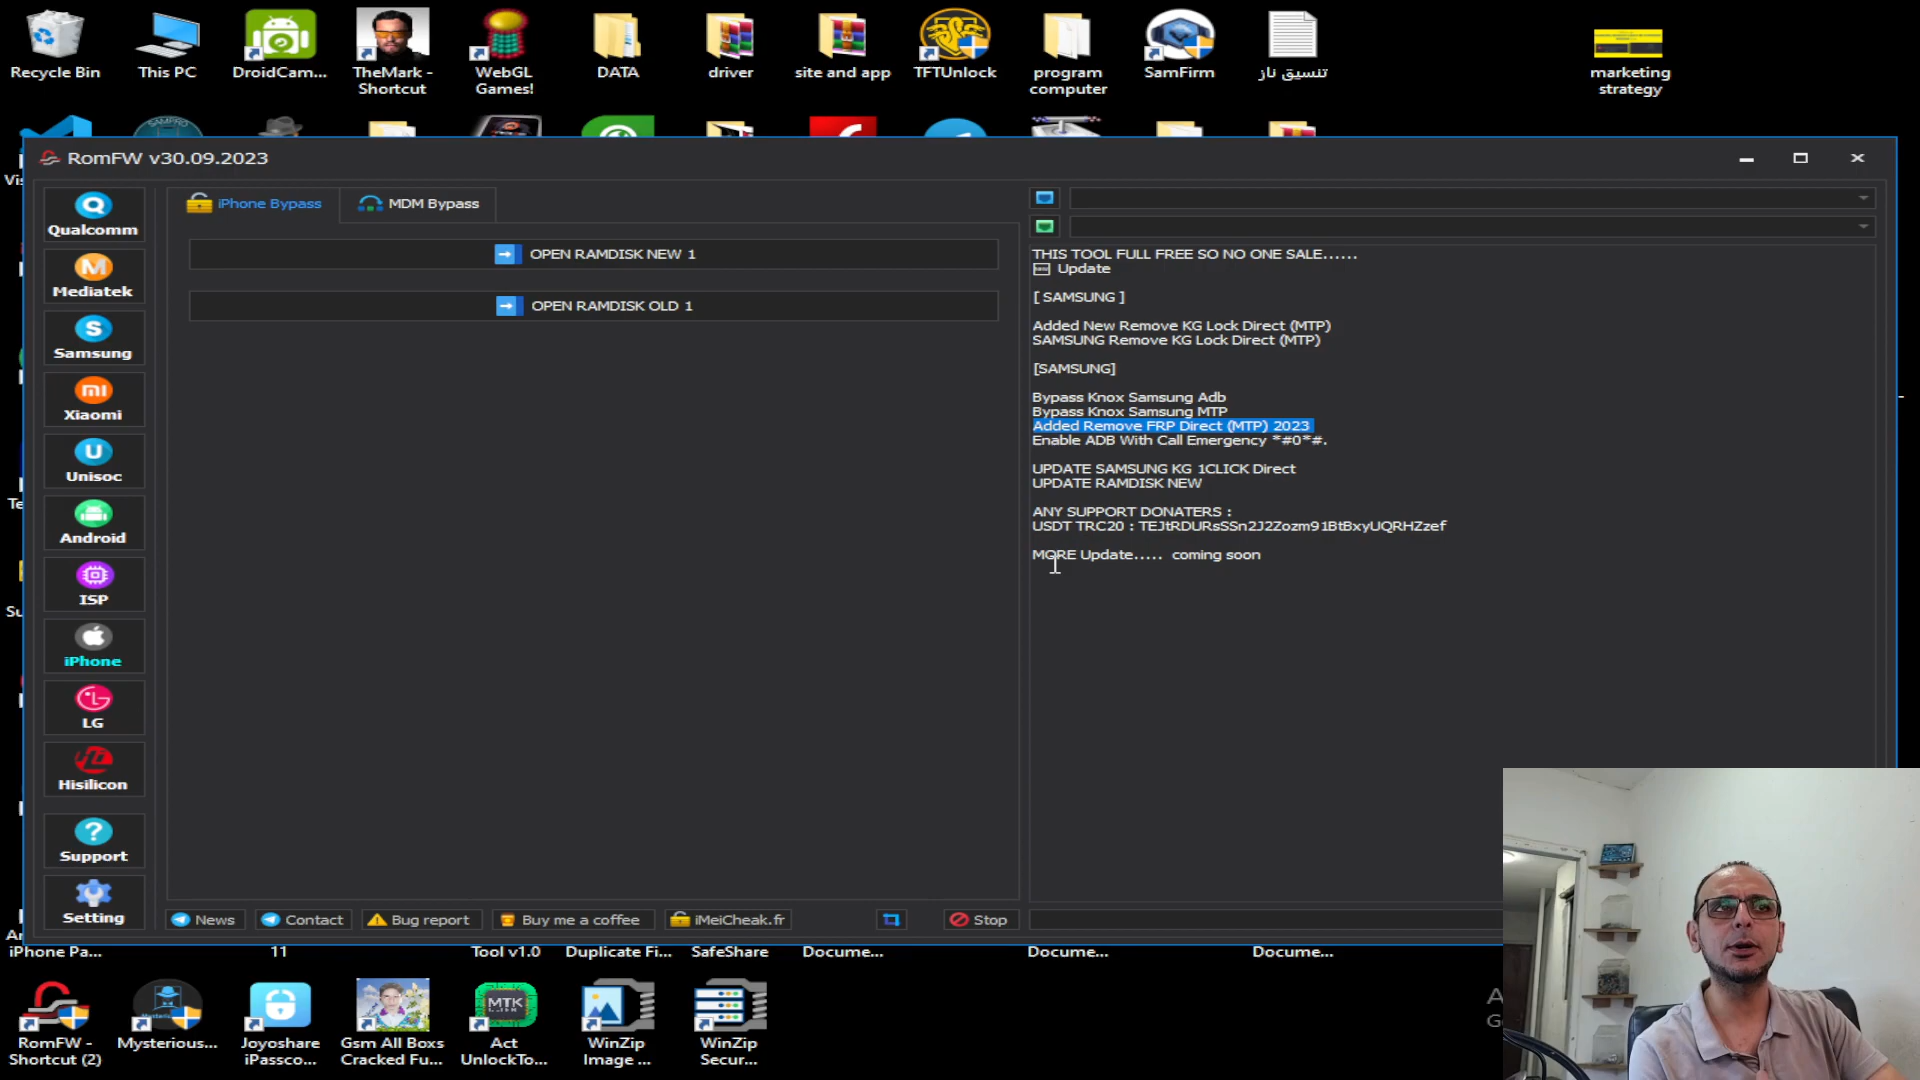 Recycle Bin
This PC
DroidCam...
TheMark -
Shortcut
WebGL
Games!
DATA
driver
site and app
TFTUnlock
program
computer
SamFirm
تنسيق ناز
marketing
strategy
RomFW v30.09.2023
Qualcomm
Mediatek
Samsung
Xiaomi
Unisoc
Android
ISP
iPhone
LG
Hisilicon
Support
Setting
iPhone Bypass
MDM Bypass
OPEN RAMDISK NEW 1
OPEN RAMDISK OLD 1
THIS TOOL FULL FREE SO NO ONE SALE......
Update
[ SAMSUNG ]
Added New Remove KG Lock Direct (MTP)
SAMSUNG Remove KG Lock Direct (MTP)
[SAMSUNG]
Bypass Knox Samsung Adb
Bypass Knox Samsung MTP
Added Remove FRP Direct (MTP) 2023
Enable ADB With Call Emergency *#0*#.
UPDATE SAMSUNG KG 1CLICK Direct
UPDATE RAMDISK NEW
ANY SUPPORT DONATERS :
USDT TRC20 : TEJtRDURsSSn2J2Zozm91BtBxyUQRHZzef
MORE Update..... coming soon
News
Contact
Bug report
Buy me a coffee
iMeiCheak.fr
Stop
iPhone Pa...
11
Tool v1.0
Duplicate Fi...
SafeShare
Docume...
Docume...
Docume...
RomFW -
Shortcut (2)
Mysterious...
Joyoshare
iPassco...
Gsm All Boxs
Cracked Fu...
MTK
Act
UnlockTo...
WinZip
Image ...
WinZip
Secur...